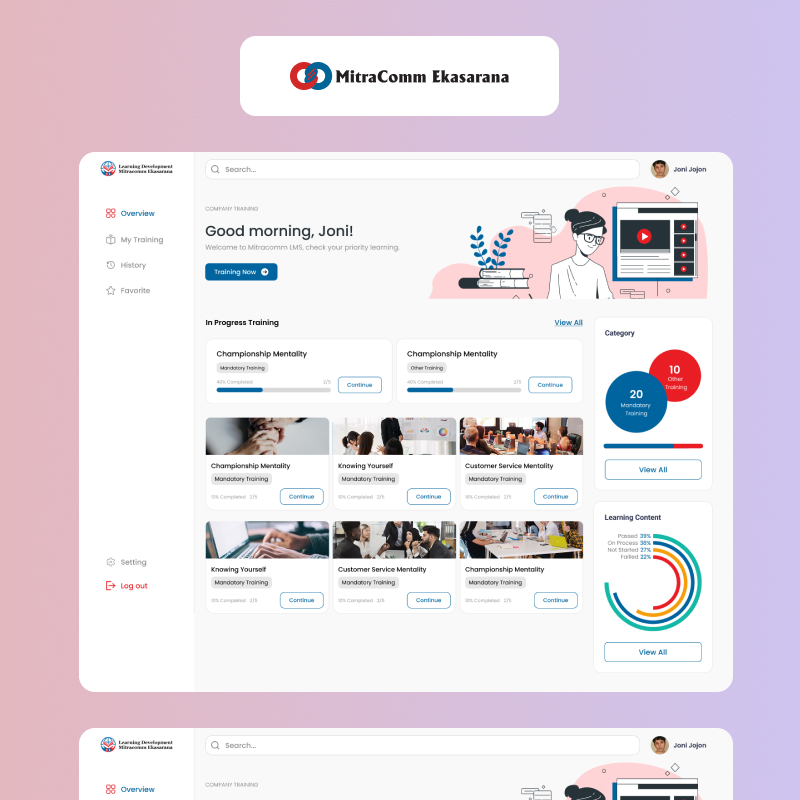 MitraComm Ekasarana
Learning Development
Mitracomm Ekasarana
Search...
Joni Jojon
Overview
My Training
History
Favorite
Setting
Log out
COMPANY TRAINING
Good morning, Joni!
Welcome to Mitracomm LMS, check your priority learning.
Training Now
In Progress Training
View All
Championship Mentality
Mandatory Training
40% Completed
2/5
Continue
Championship Mentality
Other Training
40% Completed
2/5
Continue
Championship Mentality
Mandatory Training
10% Completed 2/5
Continue
Knowing Yourself
Mandatory Training
10% Completed 2/5
Continue
Customer Service Mentality
Mandatory Training
10% Completed 2/5
Continue
Knowing Yourself
Mandatory Training
10% Completed 2/5
Continue
Customer Service Mentality
Mandatory Training
10% Completed 2/5
Continue
Championship Mentality
Mandatory Training
10% Completed 2/5
Continue
Category
10
Other
Training
20
Mandatory
Training
View All
Learning Content
Passed 39%
On Process 38%
Not Started 27%
Failled 22%
View All
Learning Development
Mitracomm Ekasarana
Search...
Joni Jojon
Overview
COMPANY TRAINING